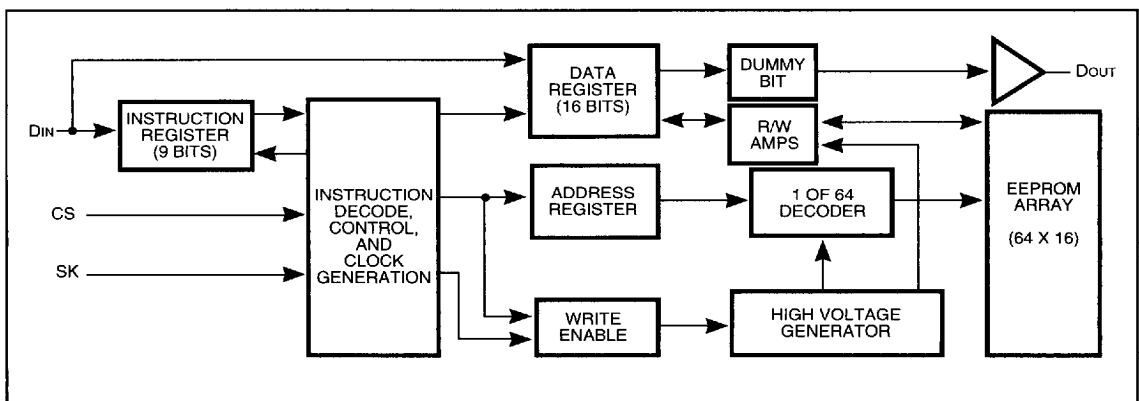 DIN
INSTRUCTION
REGISTER
(9 BITS)
CS
SK
INSTRUCTION
DECODE,
CONTROL,
AND
CLOCK
GENERATION
DATA
REGISTER
(16 BITS)
ADDRESS
REGISTER
WRITE
ENABLE
DUMMY
BIT
R/W
AMPS
1 OF 64
DECODER
HIGH VOLTAGE
GENERATOR
DOUT
EEPROM
ARRAY
(64 X 16)